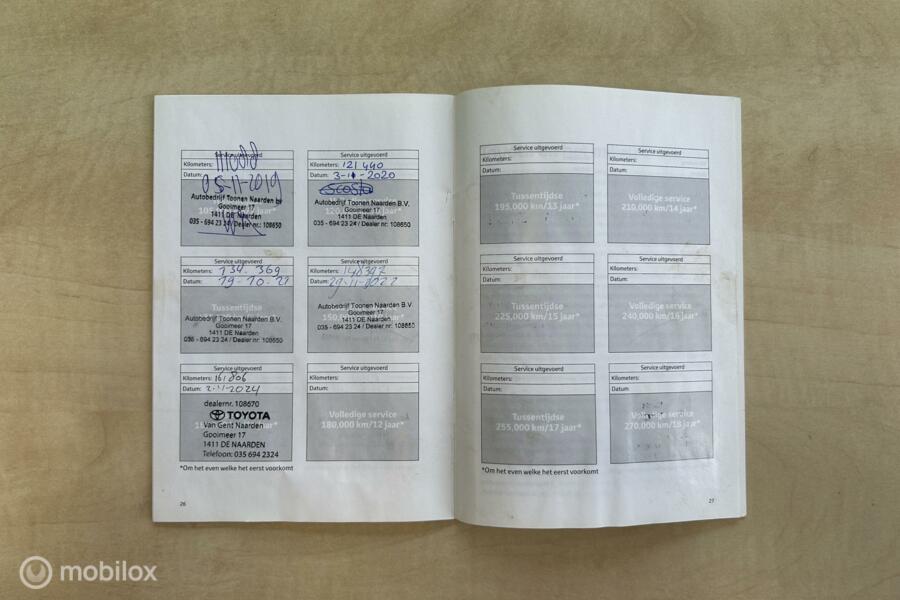 Service uitgevoerd
Kilometers:
Datum: 05-11-2019
Autobedrijf Toonen Naarden bv
Gooimeer 17
1411 DE Naarden
035 - 694 23 24 / Dealer nr: 108650
Service uitgevoerd
Kilometers: 121 440
Datum: 3-11-2020
Autobedrijf Toonen Naarden B.V.
Gooimeer 17
1411 DE Naarden
035 - 694 23 24 / Dealer nr: 108650
Service uitgevoerd
Kilometers: 134.369
Datum: 19-10-21
Tussentijdse
Autobedrijf Toonen Naarden B.V.
Gooimeer 17
1411 DE Naarden
035 - 694 23 24 / Dealer nr: 108650
Service uitgevoerd
Kilometers: 148397
Datum: 29-11-2022
Autobedrijf Toonen Naarden B.V.
Gooimeer 17
1411 DE Naarden
035 - 694 23 24 / Dealer nr: 108650
Service uitgevoerd
Kilometers: 161806
Datum: 2-11-2024
dealernr. 108670
TOYOTA
Van Gent Naarden
Gooimeer 17
1411 DE NAARDEN
Telefoon: 035 694 2324
Service uitgevoerd
Kilometers:
Datum:
Volledige service
180,000 km/12 jaar*
*Om het even welke het eerst voorkomt
26
Service uitgevoerd
Kilometers:
Datum:
Tussentijdse
195,000 km/13 jaar*
Service uitgevoerd
Kilometers:
Datum:
Volledige service
210,000 km/14 jaar*
Service uitgevoerd
Kilometers:
Datum:
Tussentijdse
225,000 km/15 jaar*
Service uitgevoerd
Kilometers:
Datum:
Volledige service
240,000 km/16 jaar*
Service uitgevoerd
Kilometers:
Datum:
Tussentijdse
255,000 km/17 jaar*
Service uitgevoerd
Kilometers:
Datum:
Volledige service
270,000 km/18 jaar*
*Om het even welke het eerst voorkomt
27
mobilox